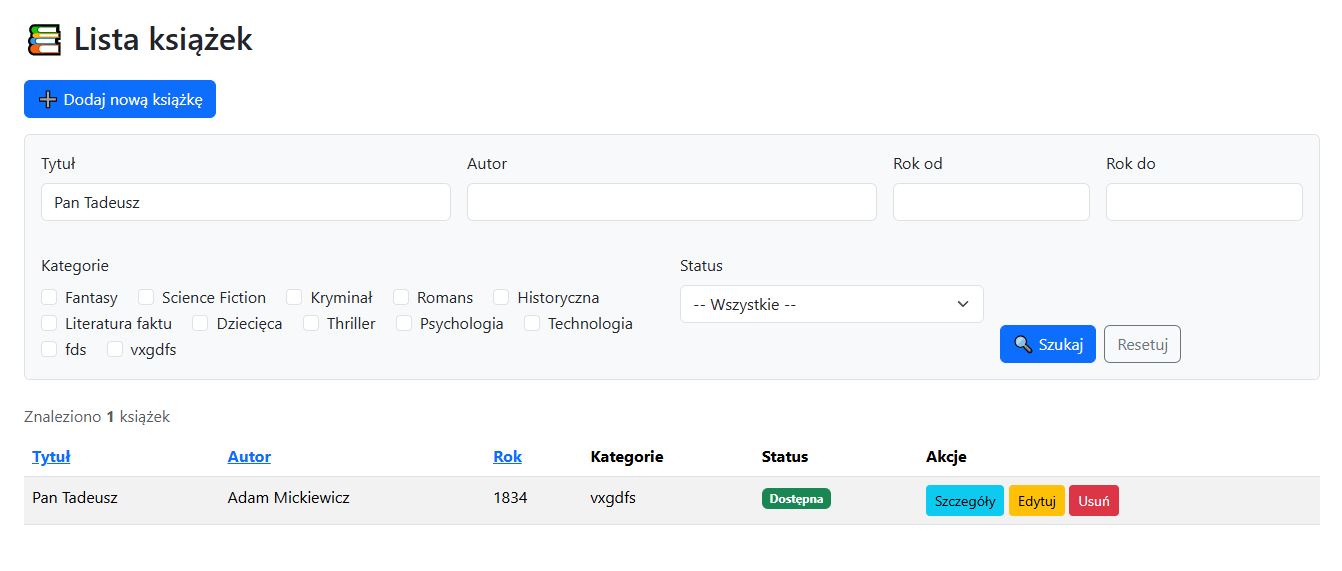 Lista książek
Dodaj nową książkę
Tytuł Autor Rok od Rok do
Pan Tadeusz
Kategorie Status
Fantasy Science Fiction Kryminał Romans Historyczna
-- Wszystkie --
Literatura faktu Dziecięca Thriller Psychologia Technologia
Szukaj Resetuj
fds vxgdfs
Znaleziono 1 książek
Tytuł Autor Rok Kategorie Status Akcje
Pan Tadeusz Adam Mickiewicz 1834 vxgdfs Dostępna Szczegóły Edytuj Usuń